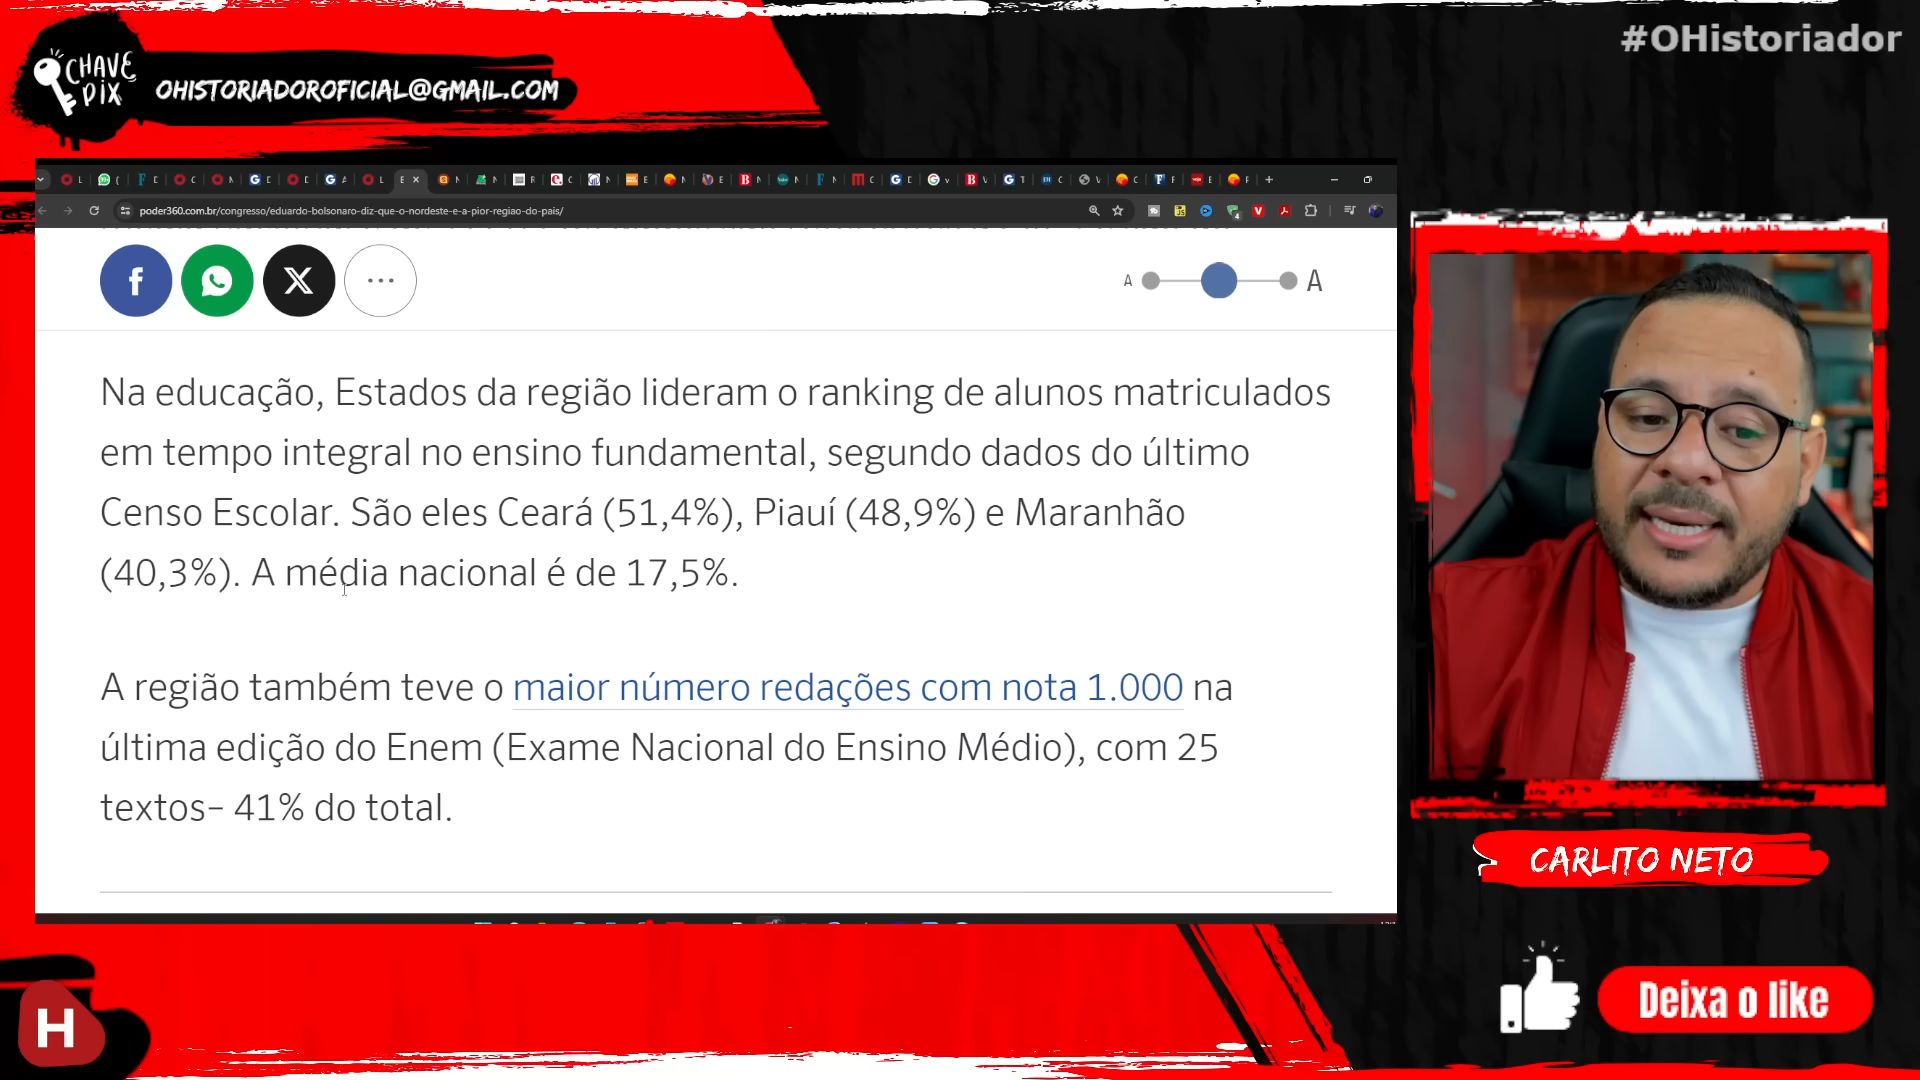 #OHistoriador
CHAVE
PIX
OHISTORIADOROFICIAL@GMAIL.COM
poder360.com.br/congresso/eduardo-bolsonaro-diz-que-o-nordeste-e-a-pior-regiao-do-pais/
A A
Na educação, Estados da região lideram o ranking de alunos matriculados
em tempo integral no ensino fundamental, segundo dados do último
Censo Escolar. São eles Ceará (51,4%), Piauí (48,9%) e Maranhão
(40,3%). A média nacional é de 17,5%.
A região também teve o maior número redações com nota 1.000 na
última edição do Enem (Exame Nacional do Ensino Médio), com 25
textos– 41% do total.
CARLITO NETO
Deixa o like
H